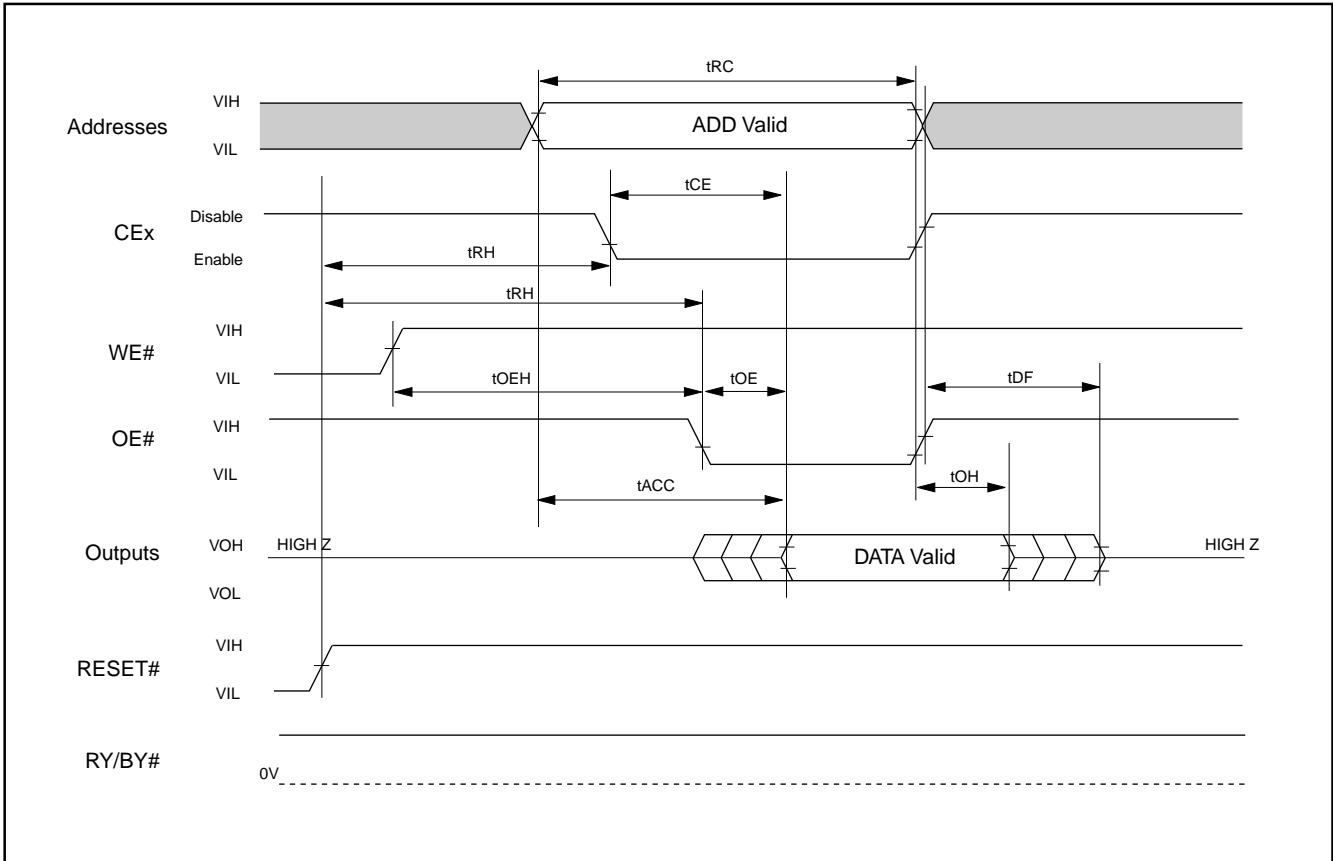 tRC
VIH
Addresses
ADD Valid
VIL
tCE
Disable
CEx
Enable
tRH
tRH
VIH
WE#
VIL
tOEH
tOE
tDF
VIH
OE#
VIL
tOH
tACC
Outputs
VOH
HIGH Z
DATA Valid
HIGH Z
VOL
VIH
RESET#
VIL
RY/BY#
0V